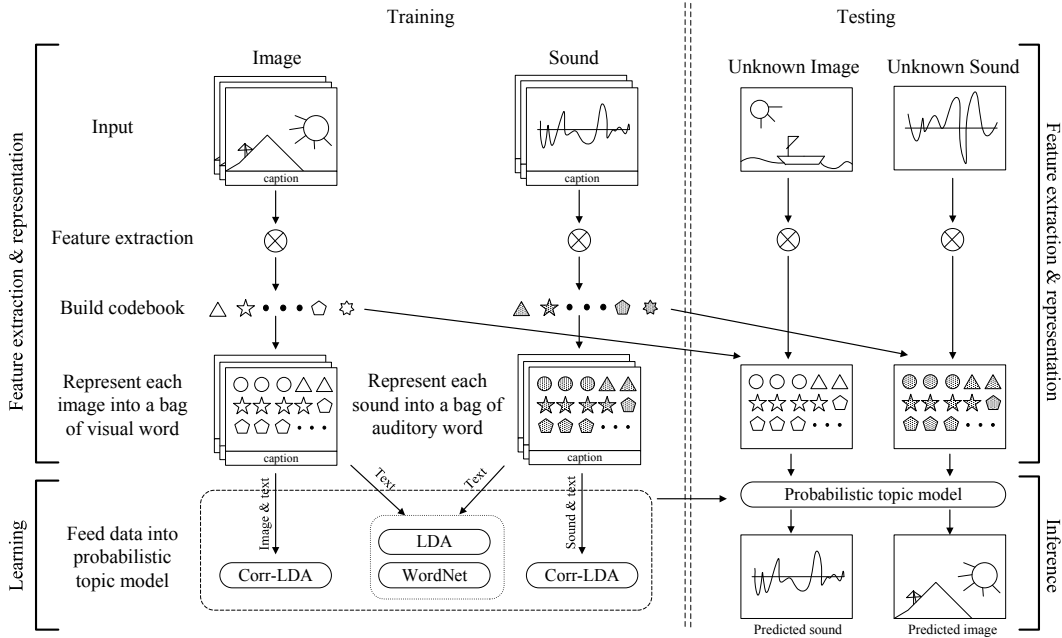 Training
Testing
Image
Sound
Unknown Image
Unknown Sound
Feature extraction & representation
Input
caption
caption
Feature extraction & representation
Feature extraction
Build codebook
Represent each
image into a bag
of visual word
Represent each
sound into a bag of
auditory word
caption
caption
Learning
Feed data into
probabilistic
topic model
Image & text
Text
Text
Sound & text
LDA
WordNet
Corr-LDA
Corr-LDA
Probabilistic topic model
Inference
Predicted sound
Predicted image